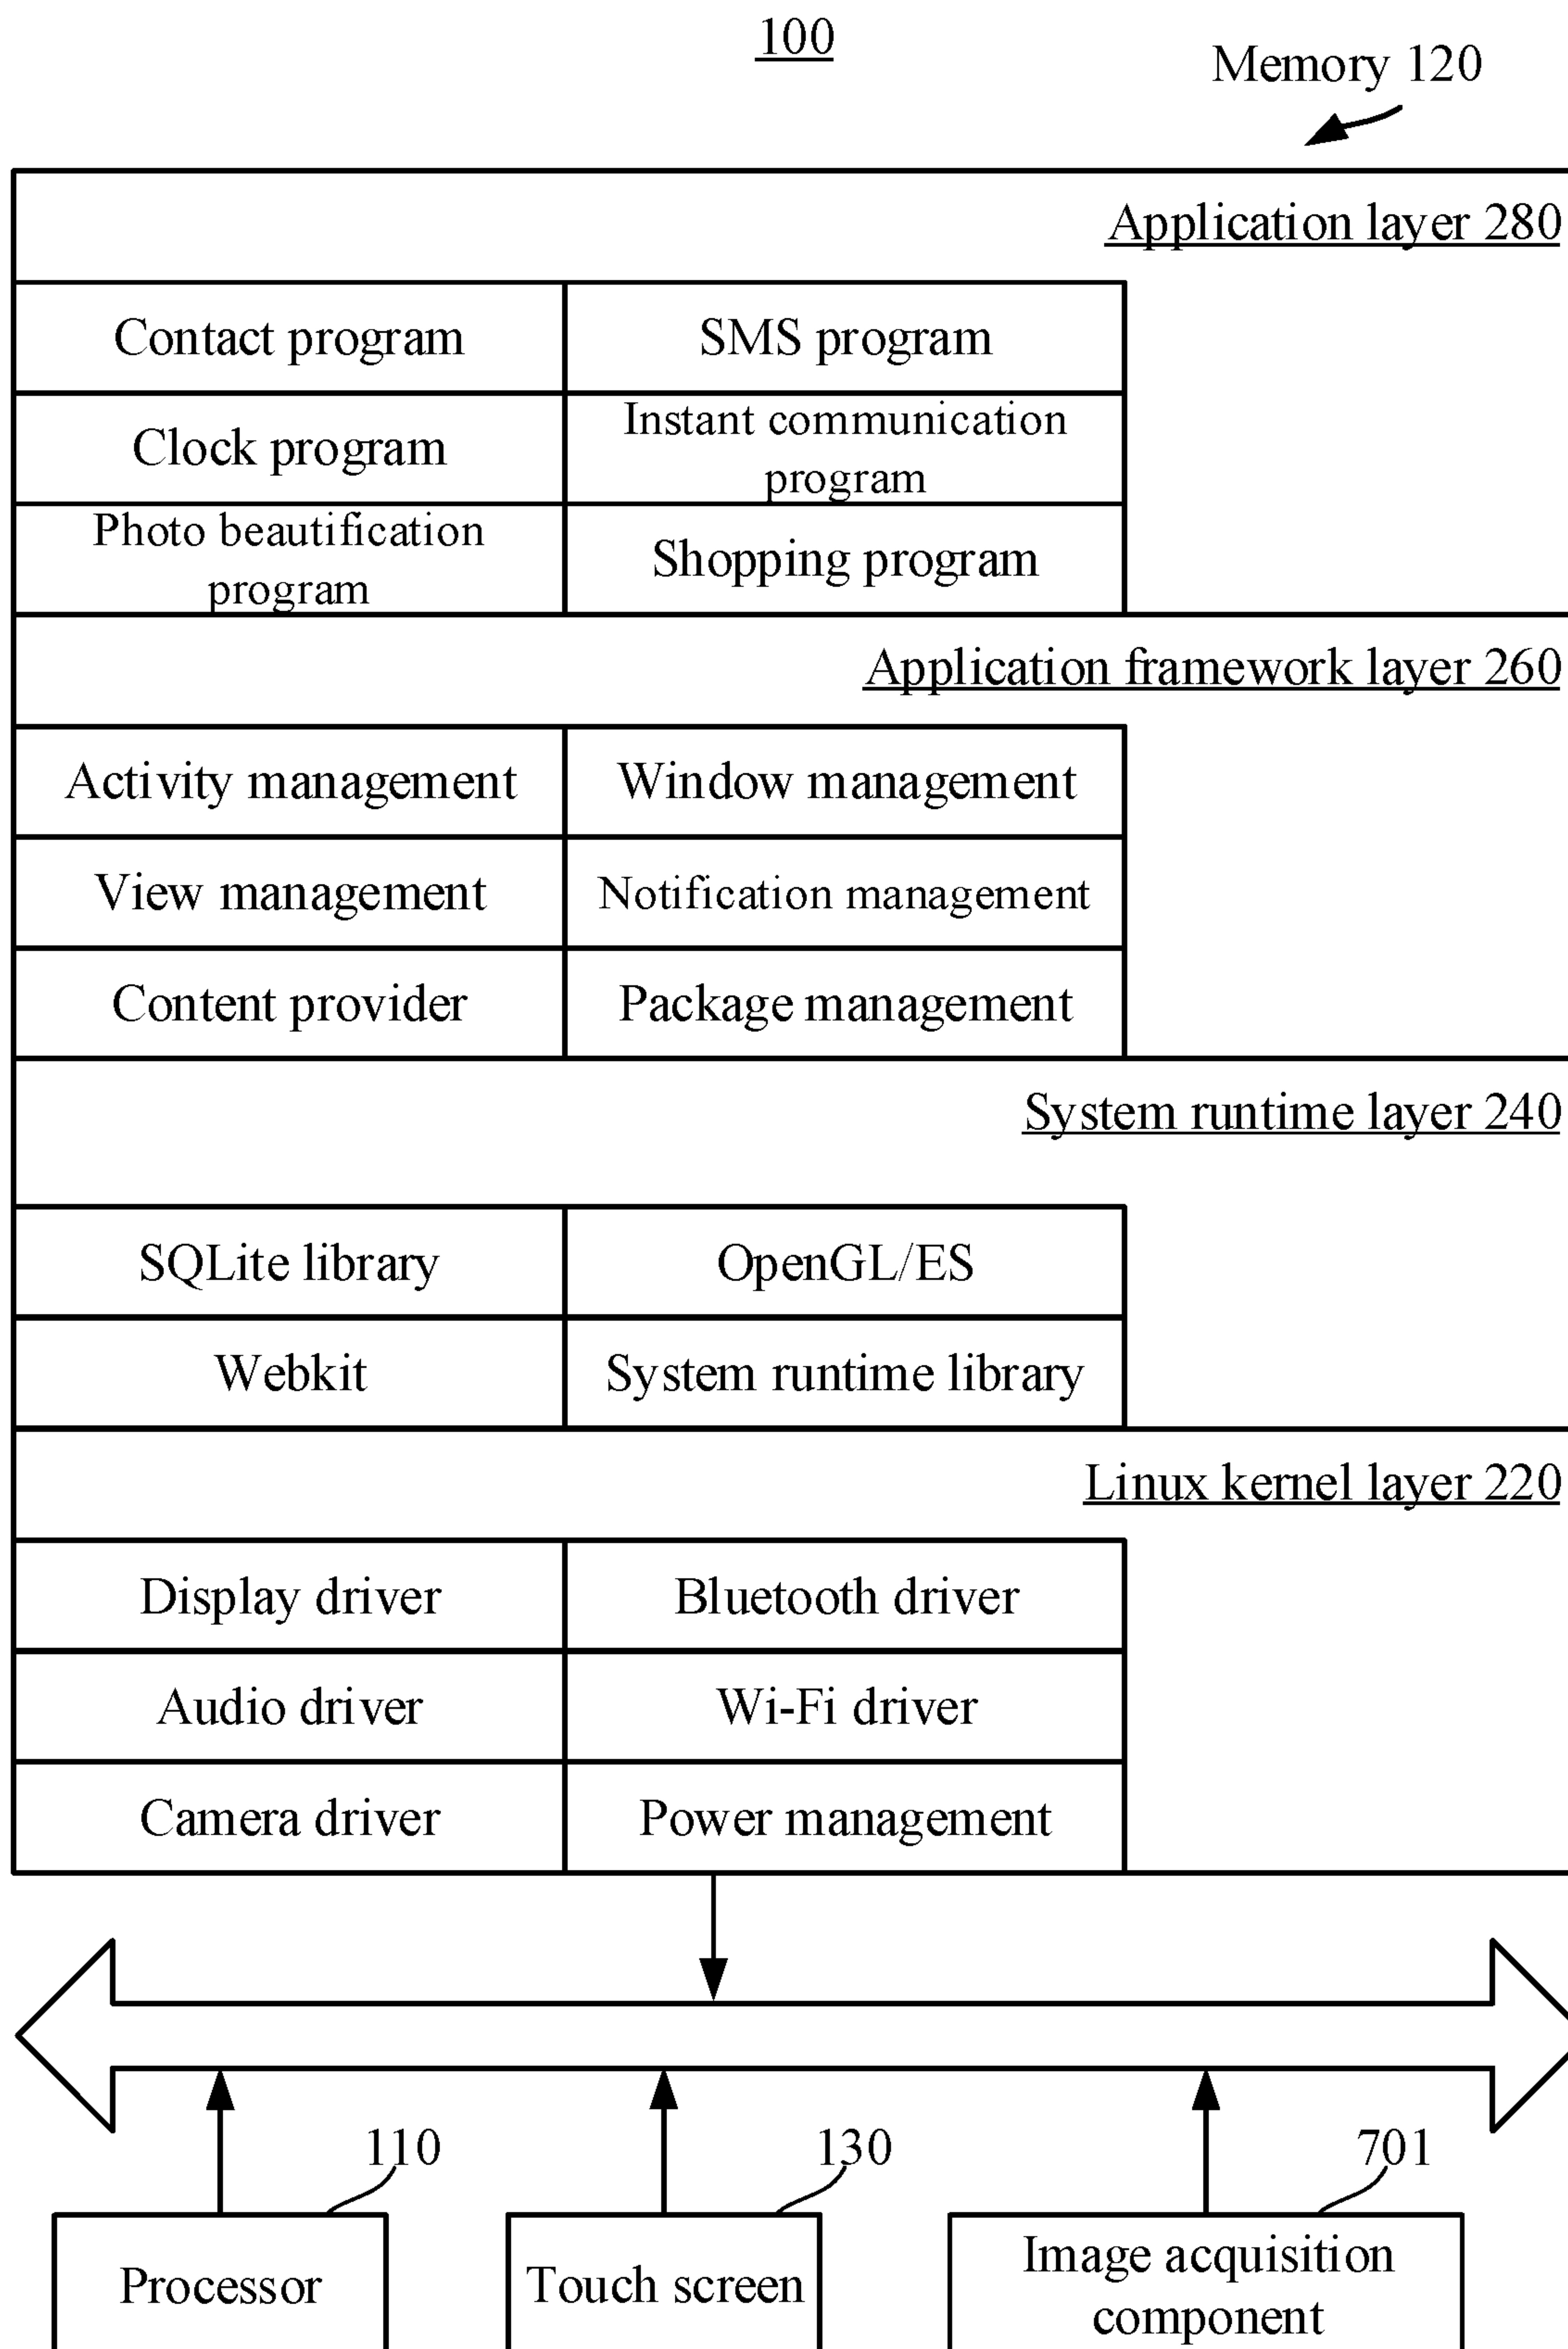 100
Memory 120
Application layer 280
Contact program
SMS program
Clock program
Instant communication
program
Photo beautification
program
Shopping program
Application framework layer 260
Activity management
Window management
View management
Notification management
Content provider
Package management
System runtime layer 240
SQLite library
OpenGL/ES
Webkit
System runtime library
Linux kernel layer 220
Display driver
Bluetooth driver
Audio driver
Wi-Fi driver
Camera driver
Power management
110
130
701
Processor
Touch screen
Image acquisition
component